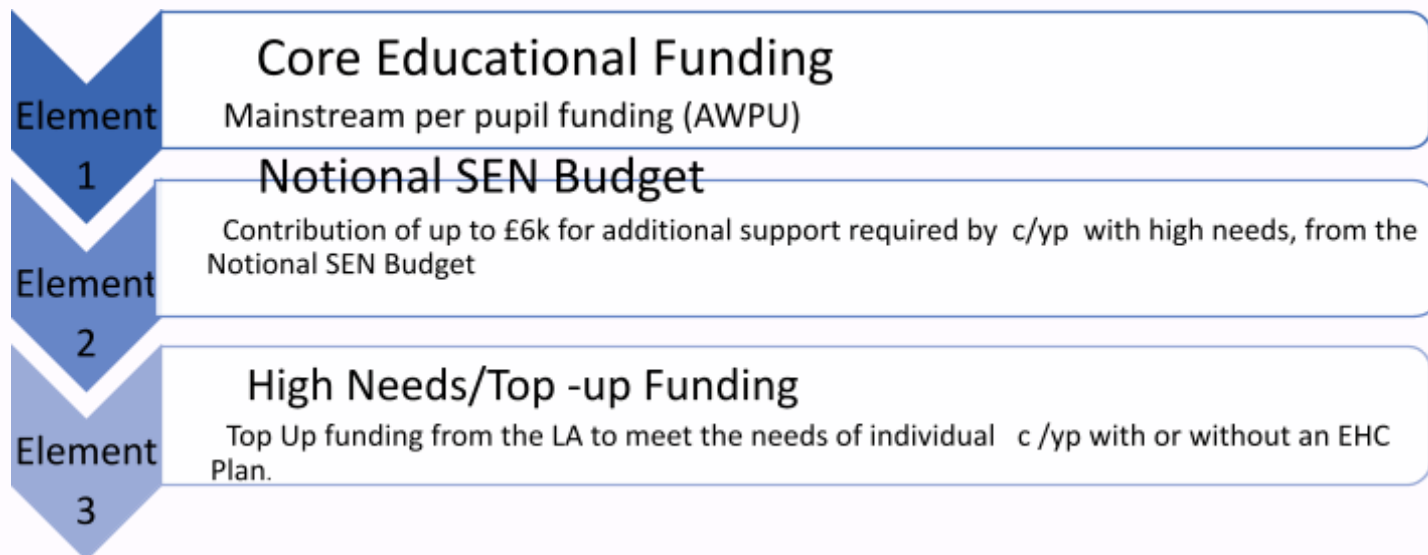 Element
1
Core Educational Funding
Mainstream per pupil funding (AWPU)
Element
2
Notional SEN Budget
Contribution of up to £6k for additional support required by c/yp with high needs, from the
Notional SEN Budget
Element
3
High Needs/Top -up Funding
Top Up funding from the LA to meet the needs of individual c /yp with or without an EHC
Plan.